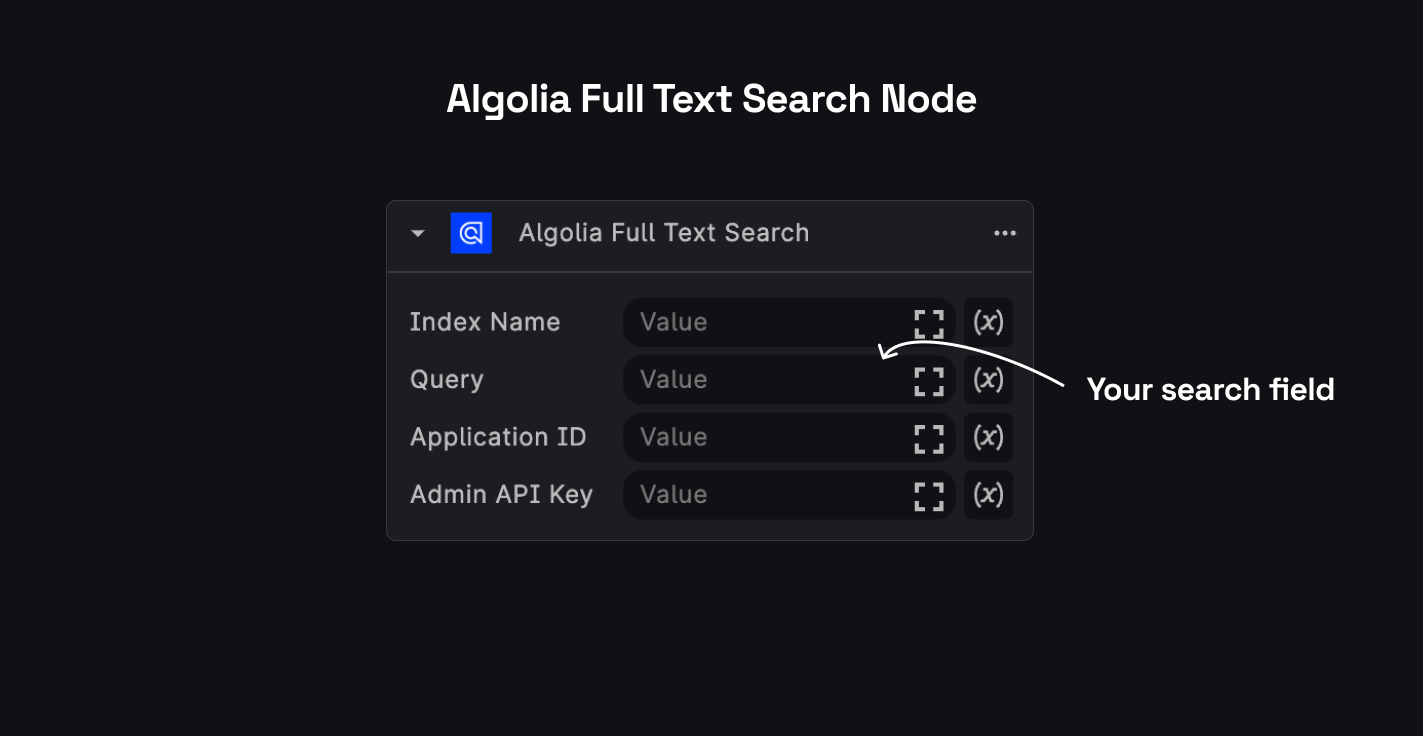 Algolia Full Text Search Node
Algolia Full Text Search
Index Name Value (x)
Query Value (x)
Your search field
Application ID Value (x)
Admin API Key Value (x)